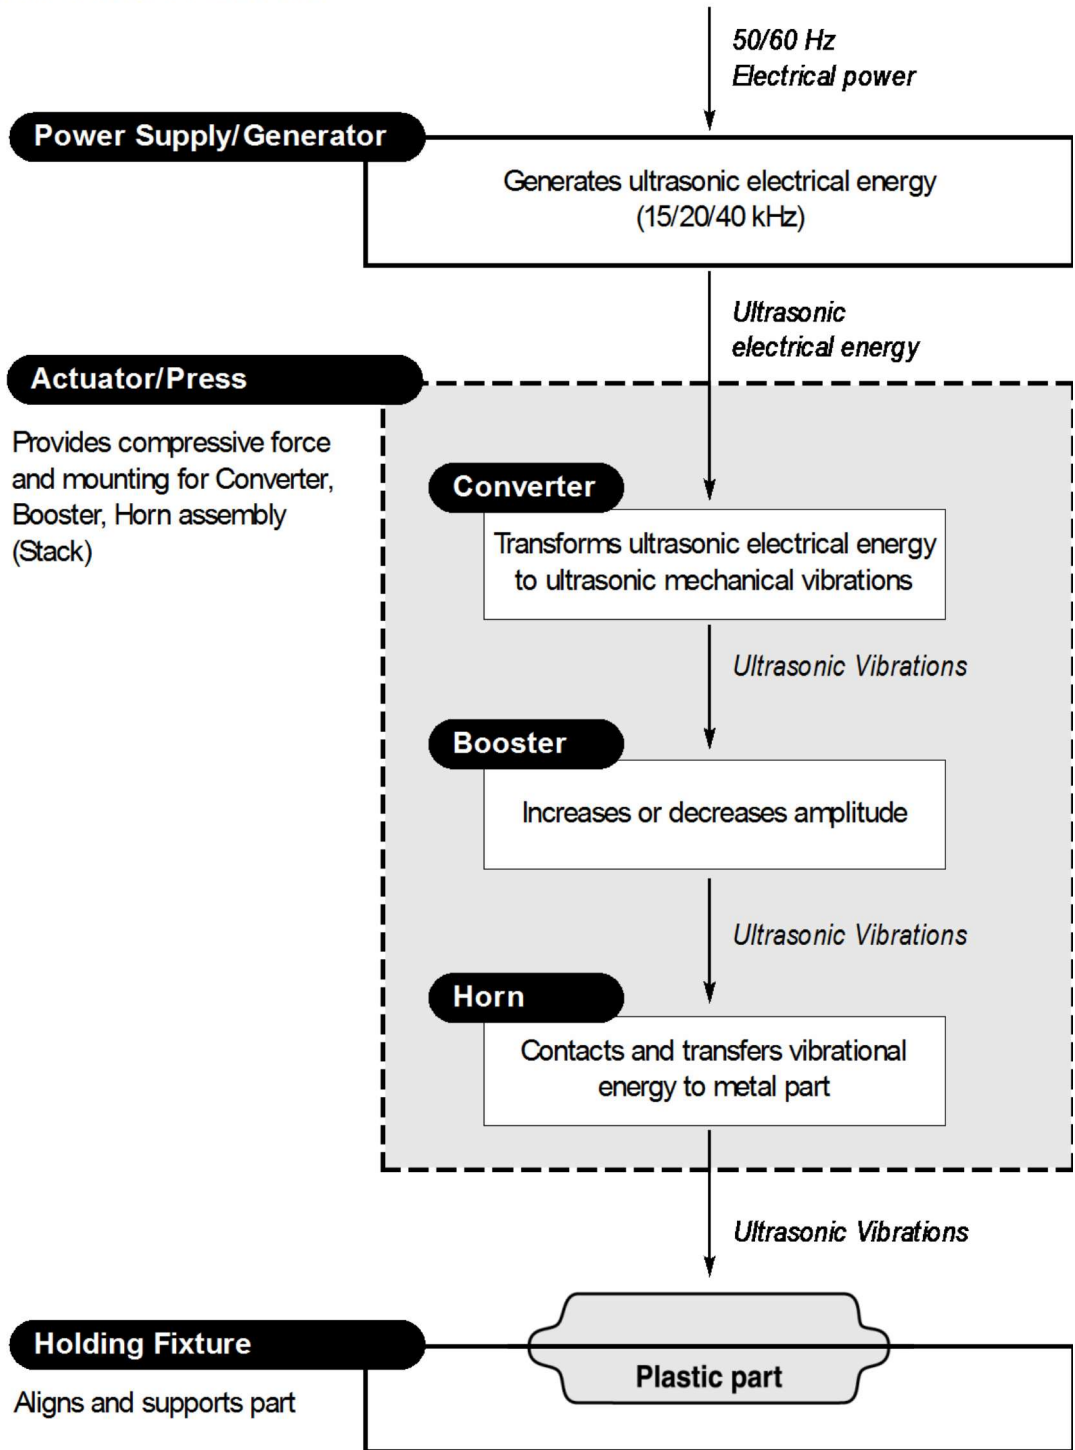 50/60 Hz
Electrical power
Power Supply/Generator
Generates ultrasonic electrical energy
(15/20/40 kHz)
Ultrasonic
electrical energy
Actuator/Press
Provides compressive force
and mounting for Converter,
Booster, Horn assembly
(Stack)
Converter
Transforms ultrasonic electrical energy
to ultrasonic mechanical vibrations
Ultrasonic Vibrations
Booster
Increases or decreases amplitude
Ultrasonic Vibrations
Horn
Contacts and transfers vibrational
energy to metal part
Ultrasonic Vibrations
Holding Fixture
Aligns and supports part
Plastic part